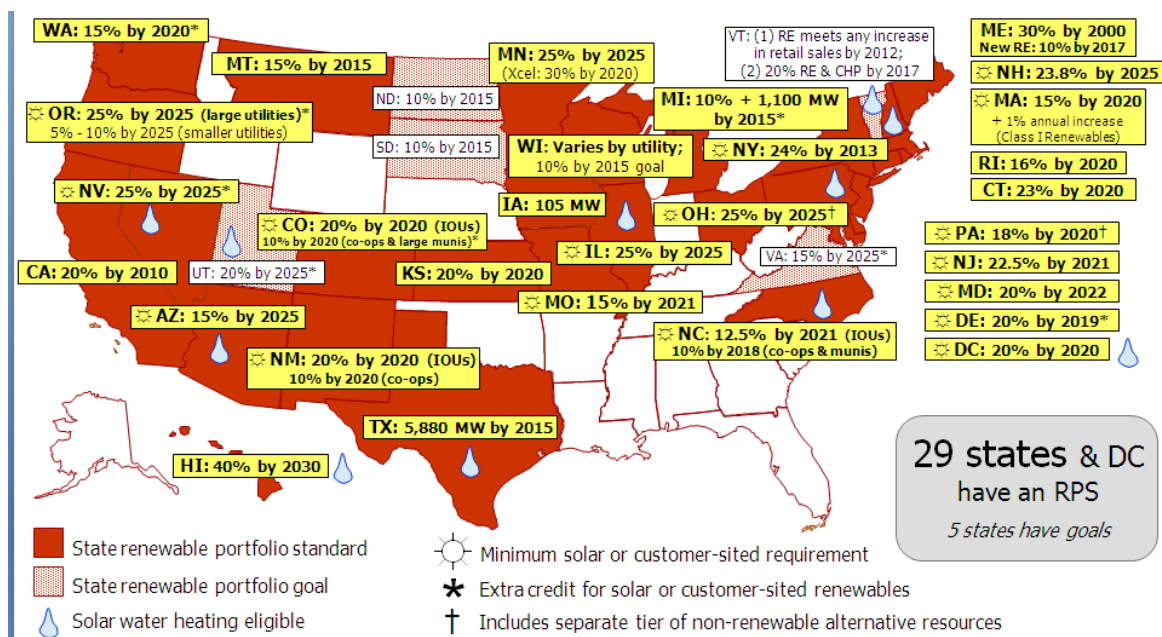 WA: 15% by 2020*
MT: 15% by 2015
MN: 25% by 2025
(Xcel: 30% by 2020)
VT: (1) RE meets any increase
in retail sales by 2012;
(2) 20% RE & CHP by 2017
ME: 30% by 2000
New RE: 10% by 2017
☼ NH: 23.8% by 2025
☼ MA: 15% by 2020
+ 1% annual increase
(Class I Renewables)
RI: 16% by 2020
CT: 23% by 2020
ND: 10% by 2015
☼ OR: 25% by 2025 (large utilities)*
5% - 10% by 2025 (smaller utilities)
SD: 10% by 2015
WI: Varies by utility;
10% by 2015 goal
MI: 10% + 1,100 MW
by 2015*
☼ NY: 24% by 2013
☼ NV: 25% by 2025*
☼ CO: 20% by 2020 (IOUs)
10% by 2020 (co-ops & large munis)*
IA: 105 MW
☼ OH: 25% by 2025†
☼ PA: 18% by 2020†
☼ NJ: 22.5% by 2021
☼ MD: 20% by 2022
☼ DE: 20% by 2019*
☼ DC: 20% by 2020
CA: 20% by 2010
UT: 20% by 2025*
KS: 20% by 2020
☼ IL: 25% by 2025
VA: 15% by 2025*
☼ AZ: 15% by 2025
☼ MO: 15% by 2021
☼ NM: 20% by 2020 (IOUs)
10% by 2020 (co-ops)
☼ NC: 12.5% by 2021 (IOUs)
10% by 2018 (co-ops & munis)
TX: 5,880 MW by 2015
HI: 40% by 2030
29 states & DC
have an RPS
5 states have goals
State renewable portfolio standard
State renewable portfolio goal
Solar water heating eligible
☼ Minimum solar or customer-sited requirement
* Extra credit for solar or customer-sited renewables
† Includes separate tier of non-renewable alternative resources